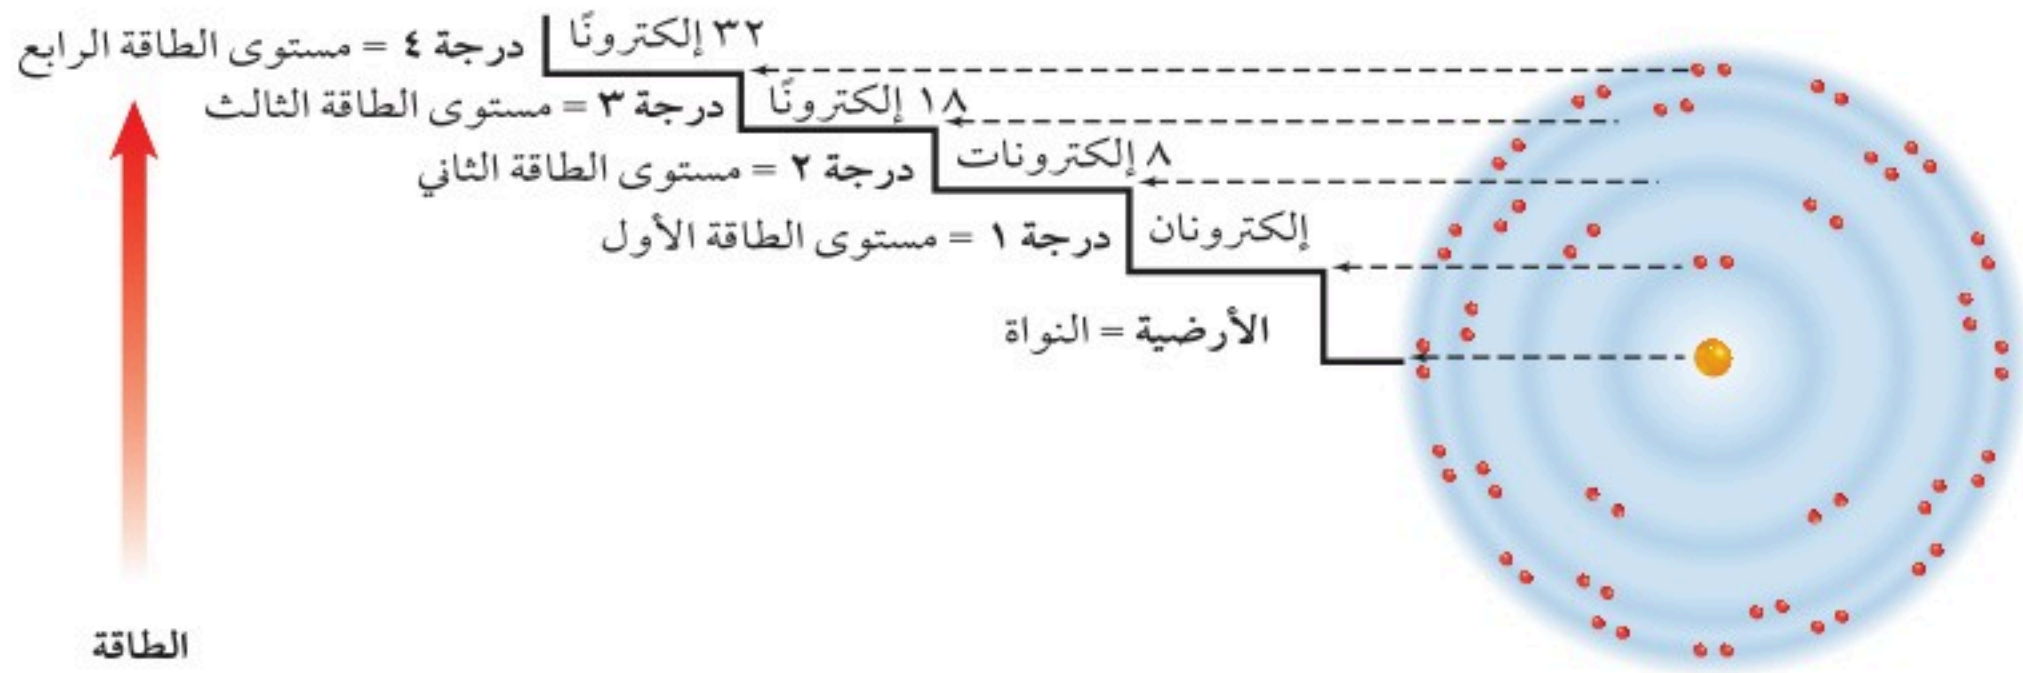 ٣٢ إلكترونًا
درجة ٤ = مستوى الطاقة الرابع
١٨ إلكترونًا
درجة ٣ = مستوى الطاقة الثالث
٨ إلكترونات
درجة ٢ = مستوى الطاقة الثاني
إلكترونان
درجة ١ = مستوى الطاقة الأول
الأرضية = النواة
الطاقة